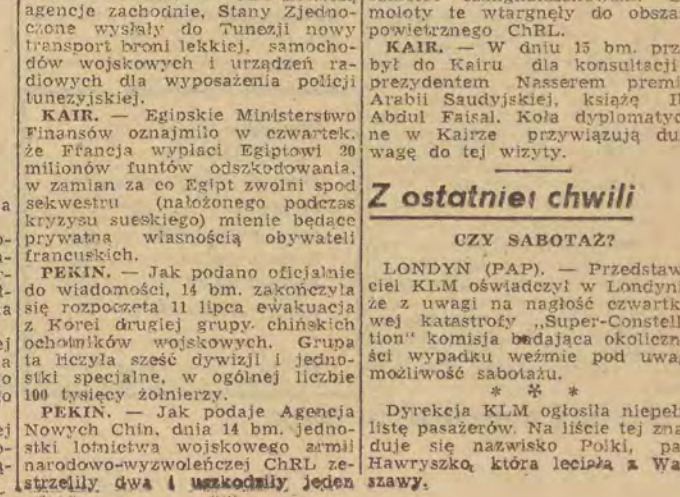 agencje zachodnie, Stany Zjedno-
czone wysłały do Tunezji nowy
transport broni lekkiej, samocho-
dów wojskowych i urządzeń ra-
diowych dla wyposażenia policji
tunezyjskiej.
KAIR. — Egipskie Ministerstwo
Finansów oznajmiło w czwartek,
że Francja wypłaci Egiptowi 20
milionów funtów odszkodowania,
w zamian za co Egipt zwolni spod
sekwestru (nałożonego podczas
kryzysu sueskiego) mienie będące
prywatną własnością obywateli
francuskich.
PEKIN. — Jak podano oficjalnie
do wiadomości, 14 bm. zakończyła
się rozpoczęta 11 lipca ewakuacja
z Korei drugiej grupy chińskich
ochotników wojskowych. Grupa
ta liczyła sześć dywizji i jedno-
stki specjalne, w ogólnej liczbie
100 tysięcy żołnierzy.
PEKIN. — Jak podaje Agencja
Nowych Chin, dnia 14 bm. jedno-
stki lotnictwa wojskowego armii
narodowo-wyzwoleńczej ChRL ze-
strzeliły dwa i uszkodziły jeden
moloty te wtargnęły do obsza
powietrznego ChRL.
KAIR. — W dniu 15 bm. prz
był do Kairu dla konsultacji
prezydentem Nasserem premi
Arabii Saudyjskiej, książę
Abdul Faisal. Koła dyplomatyc
ne w Kairze przywiązują du
wagę do tej wizyty.
Z ostatniej chwili
CZY SABOTAŻ?
LONDYN (PAP). — Przedstaw
ciel KLM oświadczył w Londyni
że z uwagi na nagłość czwartk
wej katastrofy „Super-Constell
tion" komisja badająca okoliczn
ści wypadku weźmie pod uwa
możliwość sabotażu.
* * *
Dyrekcja KLM ogłosiła niepeł
listę pasażerów. Na liście tej zna
duje się nazwisko Polki, pa
Hawryszko, która leciała z Wa
szawy.